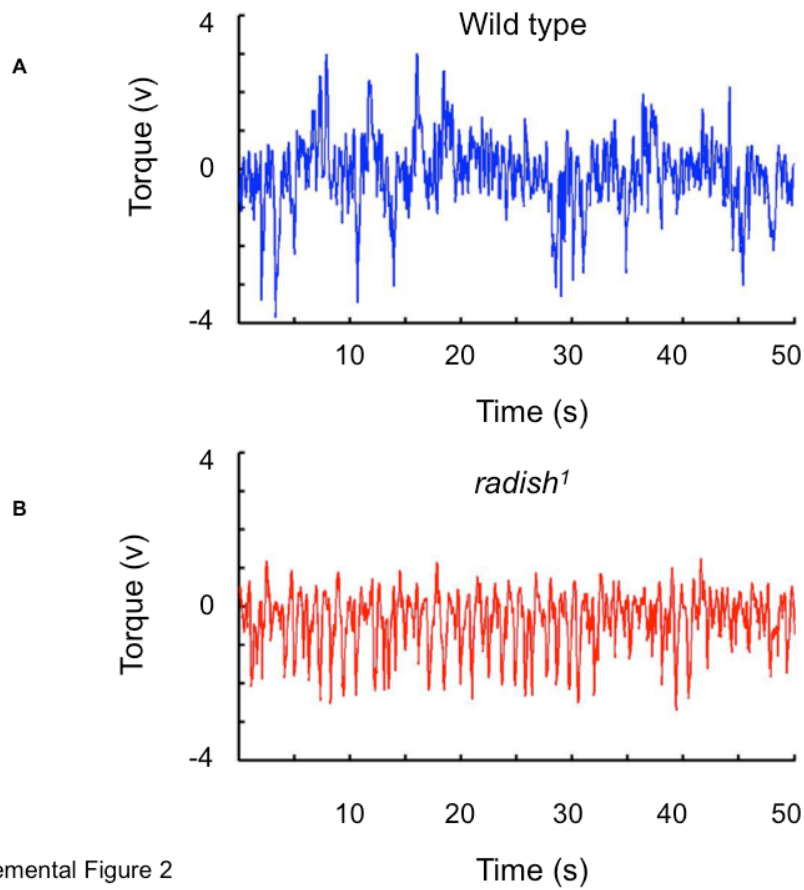 A
Wild type
Torque (v)
4
0
-4
10 20 30 40 50
Time (s)
B
radish1
Torque (v)
4
0
-4
10 20 30 40 50
Time (s)
emental Figure 2